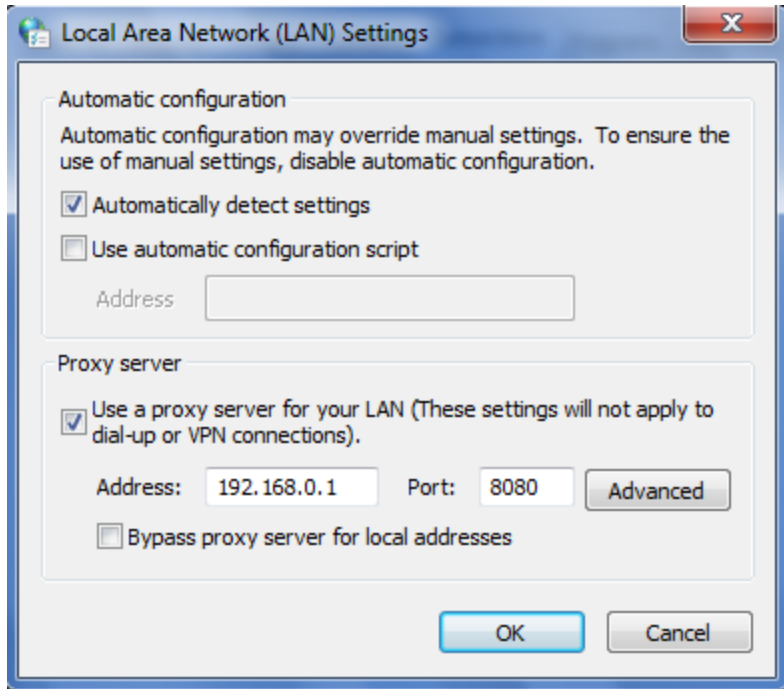 Local Area Network (LAN) Settings
Automatic configuration
Automatic configuration may override manual settings. To ensure the
use of manual settings, disable automatic configuration.
Automatically detect settings
Use automatic configuration script
Address
Proxy server
Use a proxy server for your LAN (These settings will not apply to
dial-up or VPN connections).
Address: 192.168.0.1 Port: 8080 Advanced
Bypass proxy server for local addresses
OK Cancel